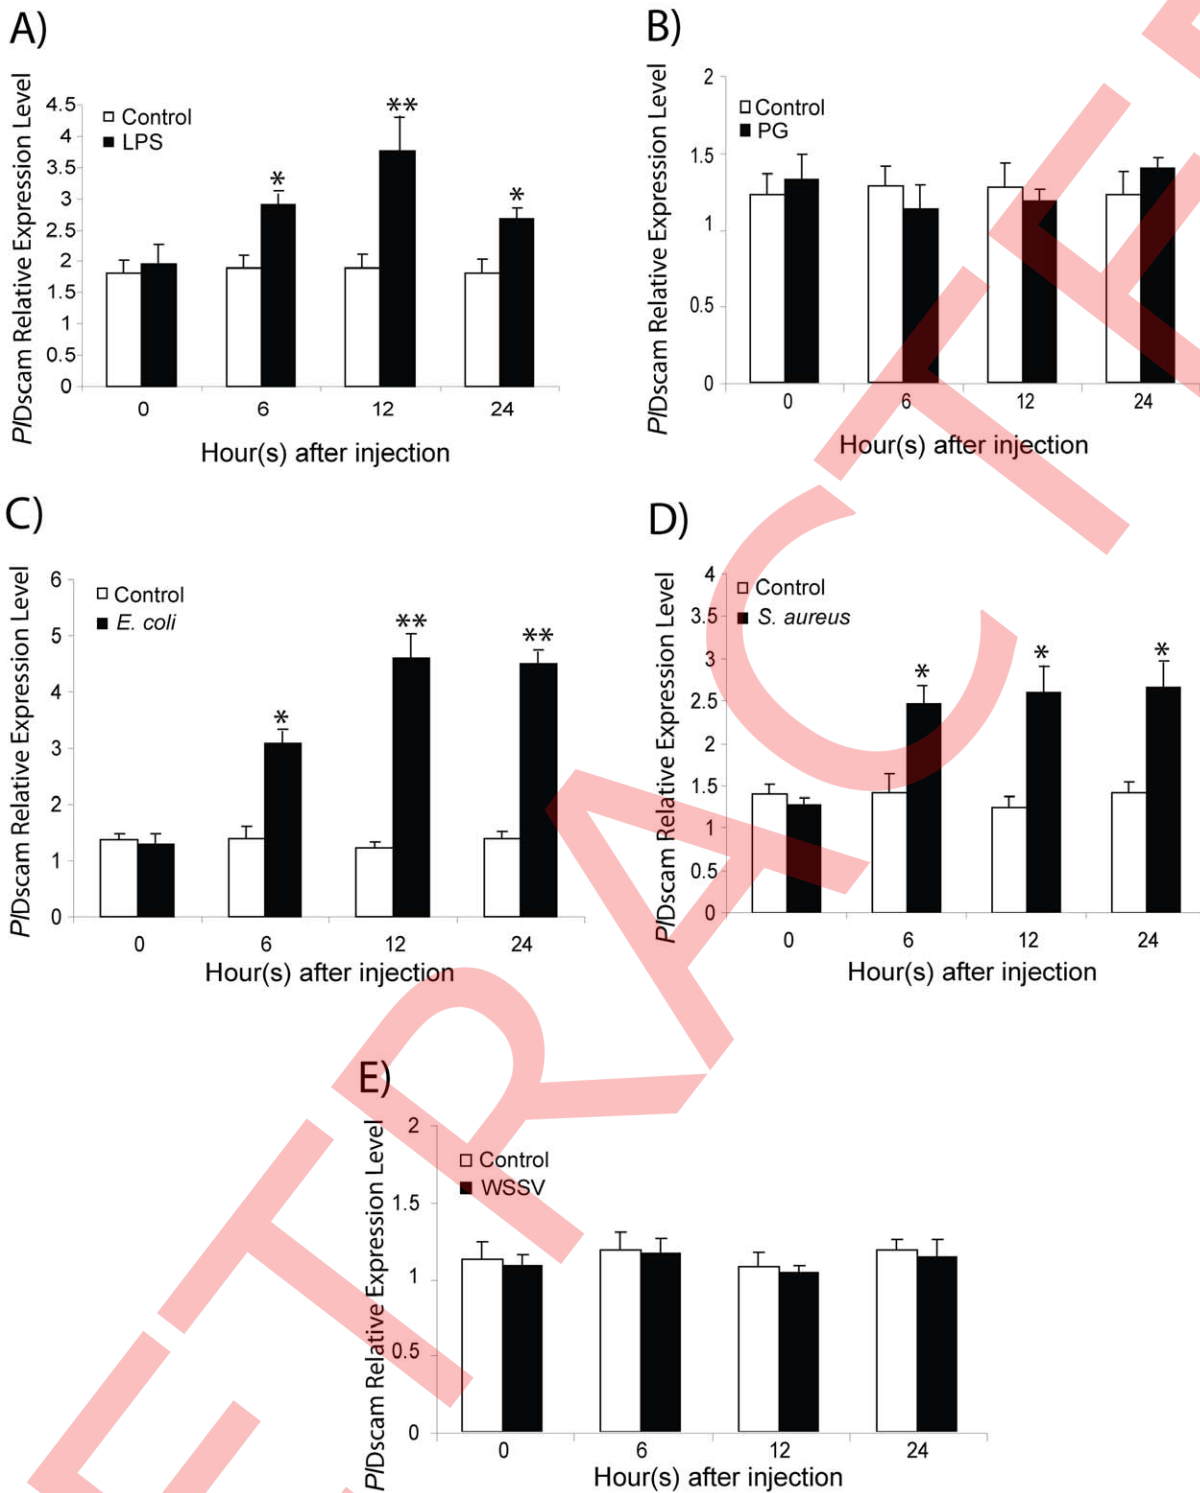 A)
PlDscam Relative Expression Level
4.5
4
3.5
3
2.5
2
1.5
1
0.5
0
Control
LPS
*
**
*
0 6 12 24
Hour(s) after injection
B)
PlDscam Relative Expression Level
2
1.5
1
0.5
0
Control
PG
0 6 12 24
Hour(s) after injection
C)
PlDscam Relative Expression Level
6
5
4
3
2
1
0
Control
E. coli
*
**
**
0 6 12 24
Hour(s) after injection
D)
PlDscam Relative Expression Level
4
3.5
3
2.5
2
1.5
1
0.5
0
Control
S. aureus
*
*
*
0 6 12 24
Hour(s) after injection
E)
PlDscam Relative Expression Level
2
1.5
1
0.5
0
Control
WSSV
0 6 12 24
Hour(s) after injection
ETRACTE